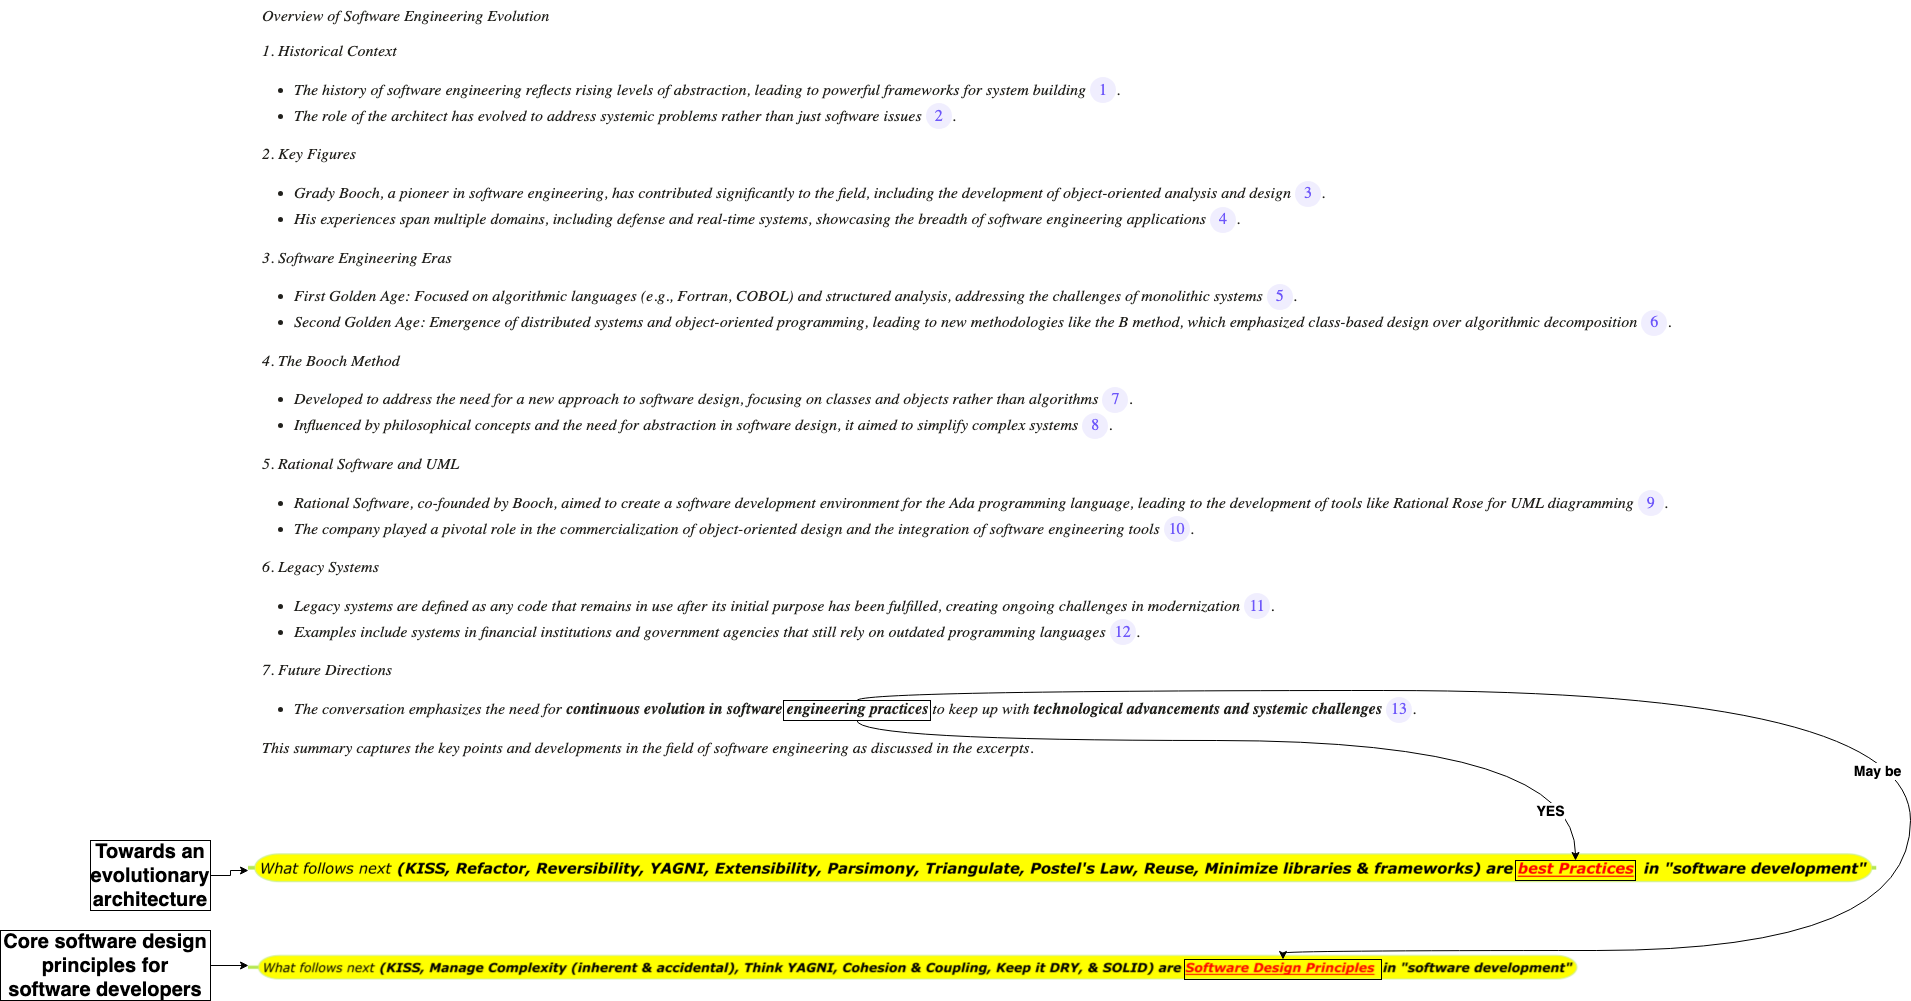 Overview of Software Engineering Evolution
1. Historical Context
• The history of software engineering reflects rising levels of abstraction, leading to powerful frameworks for system building 1 .
• The role of the architect has evolved to address systemic problems rather than just software issues 2 .
2. Key Figures
• Grady Booch, a pioneer in software engineering, has contributed significantly to the field, including the development of object-oriented analysis and design 3 .
• His experiences span multiple domains, including defense and real-time systems, showcasing the breadth of software engineering applications 4 .
3. Software Engineering Eras
• First Golden Age: Focused on algorithmic languages (e.g., Fortran, COBOL) and structured analysis, addressing the challenges of monolithic systems 5 .
• Second Golden Age: Emergence of distributed systems and object-oriented programming, leading to new methodologies like the B method, which emphasized class-based design over algorithmic decomposition 6 .
4. The Booch Method
• Developed to address the need for a new approach to software design, focusing on classes and objects rather than algorithms 7 .
• Influenced by philosophical concepts and the need for abstraction in software design, it aimed to simplify complex systems 8 .
5. Rational Software and UML
• Rational Software, co-founded by Booch, aimed to create a software development environment for the Ada programming language, leading to the development of tools like Rational Rose for UML diagramming 9 .
• The company played a pivotal role in the commercialization of object-oriented design and the integration of software engineering tools 10 .
6. Legacy Systems
• Legacy systems are defined as any code that remains in use after its initial purpose has been fulfilled, creating ongoing challenges in modernization 11 .
• Examples include systems in financial institutions and government agencies that still rely on outdated programming languages 12 .
7. Future Directions
• The conversation emphasizes the need for continuous evolution in software engineering practices to keep up with technological advancements and systemic challenges 13 .
This summary captures the key points and developments in the field of software engineering as discussed in the excerpts.
May be
YES
Towards an
evolutionary
architecture
What follows next (KISS, Refactor, Reversibility, YAGNI, Extensibility, Parsimony, Triangulate, Postel's Law, Reuse, Minimize libraries & frameworks) are best Practices in "software development"
Core software design
principles for
software developers
What follows next (KISS, Manage Complexity (inherent & accidental), Think YAGNI, Cohesion & Coupling, Keep it DRY, & SOLID) are Software Design Principles in "software development"